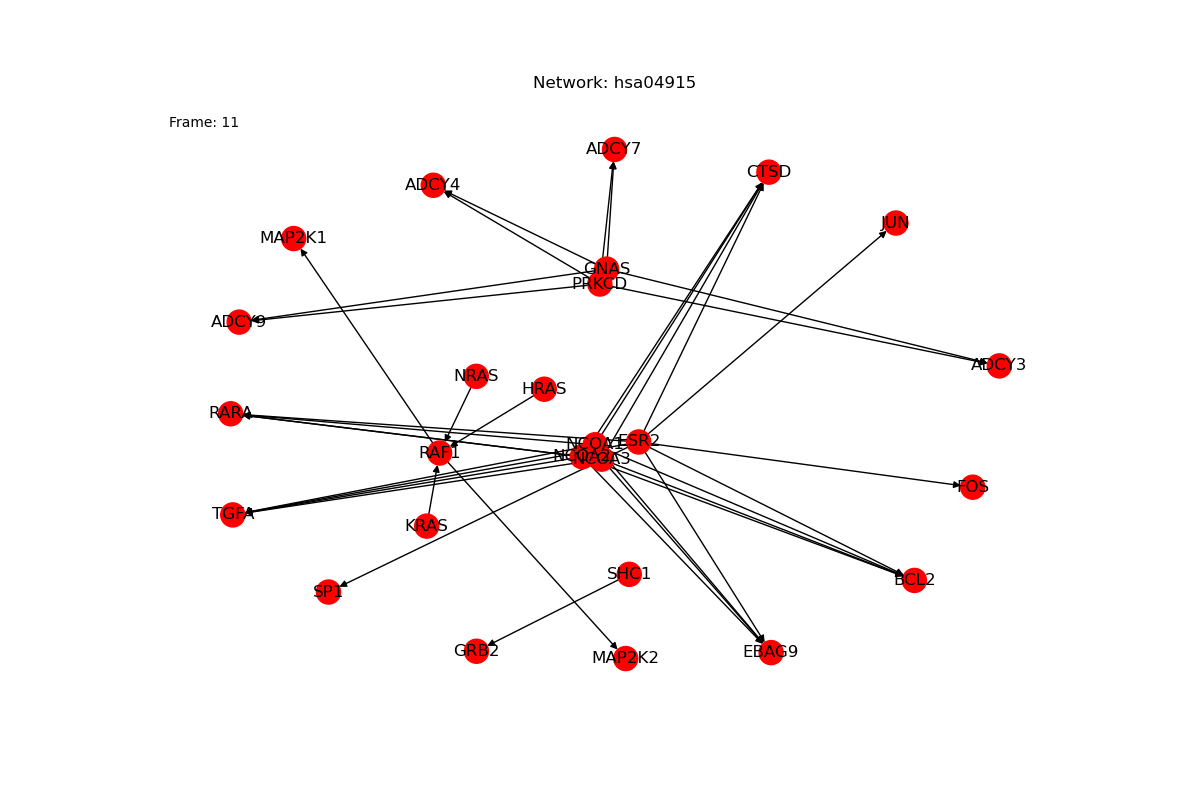 Network: hsa04915
Frame: 11
ADCY7
CTSD
ADCY4
JUN
MAP2K1
GNAS
PRKCD
ADCY9
ADCY3
NRAS
HRAS
RARA
NCOA1
ESR2
RAF1
NCOA2
NCOA3
FOS
TGFA
KRAS
SHC1
BCL2
SP1
GRB2
MAP2K2
EBAG9